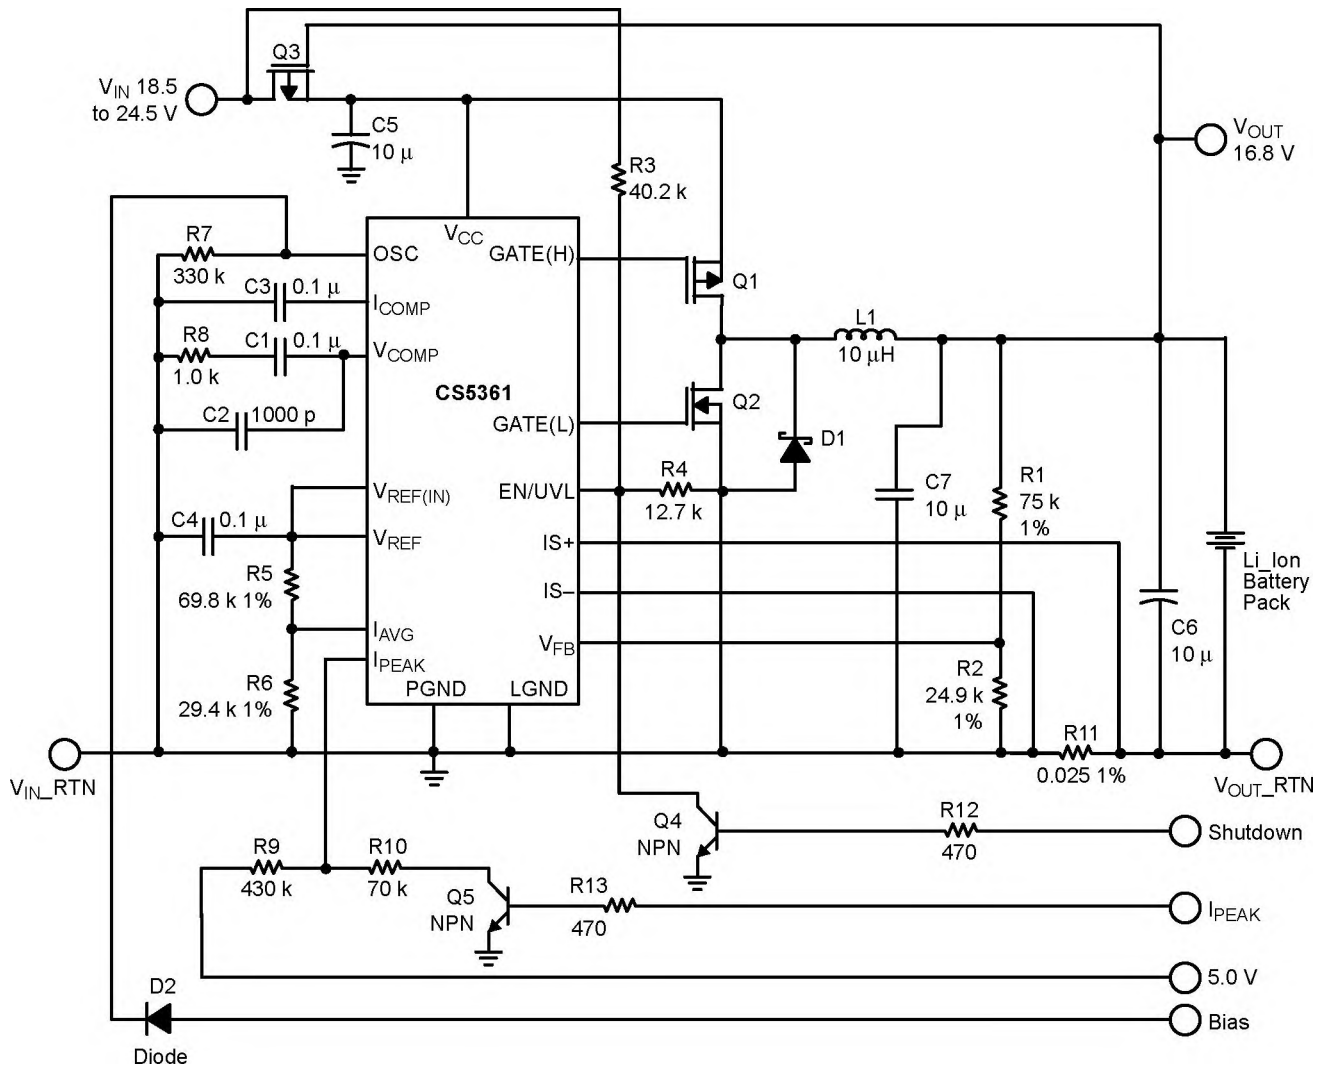 Q3
V_IN 18.5
to 24.5 V
C5
10 µ
V_OUT
16.8 V
R3
40.2 k
R7
330 k
OSC
V_CC
GATE(H)
Q1
C3 0.1 µ
I_COMP
R8
1.0 k
C1 0.1 µ
V_COMP
L1
10 µH
CS5361
C2 1000 p
GATE(L)
Q2
D1
V_REF(IN)
EN/UVL
R4
12.7 k
C7
10 µ
R1
75 k
1%
C4 0.1 µ
V_REF
IS+
Li_Ion
Battery
Pack
R5
69.8 k 1%
IS–
I_AVG
V_FB
C6
10 µ
I_PEAK
R6
29.4 k 1%
PGND
LGND
R2
24.9 k
1%
R11
0.025 1%
V_IN_RTN
V_OUT_RTN
Q4
NPN
R12
470
Shutdown
R9
430 k
R10
70 k
Q5
NPN
R13
470
I_PEAK
5.0 V
D2
Diode
Bias